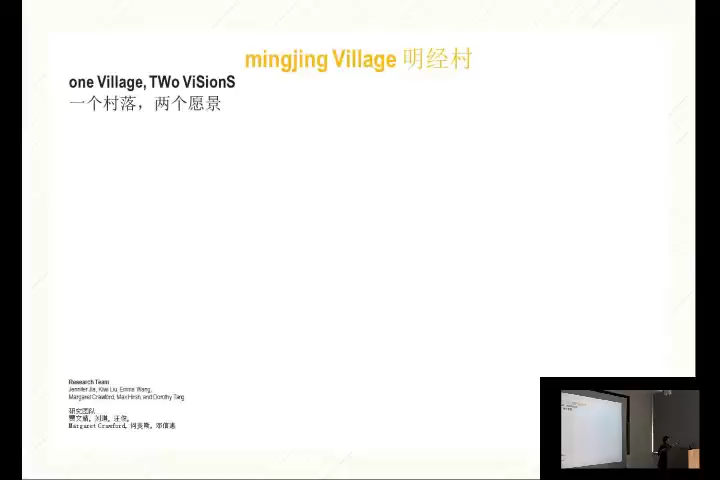 mingjing Village 明经村
one Village, TWo ViSionS
一个村落，两个愿景
Research Team
Jennifer Jia, Kiwi Liu, Emma Wang,
Margaret Crawford, Max Hirsh, and Dorothy Tang
研究团队
Margaret Crawford,